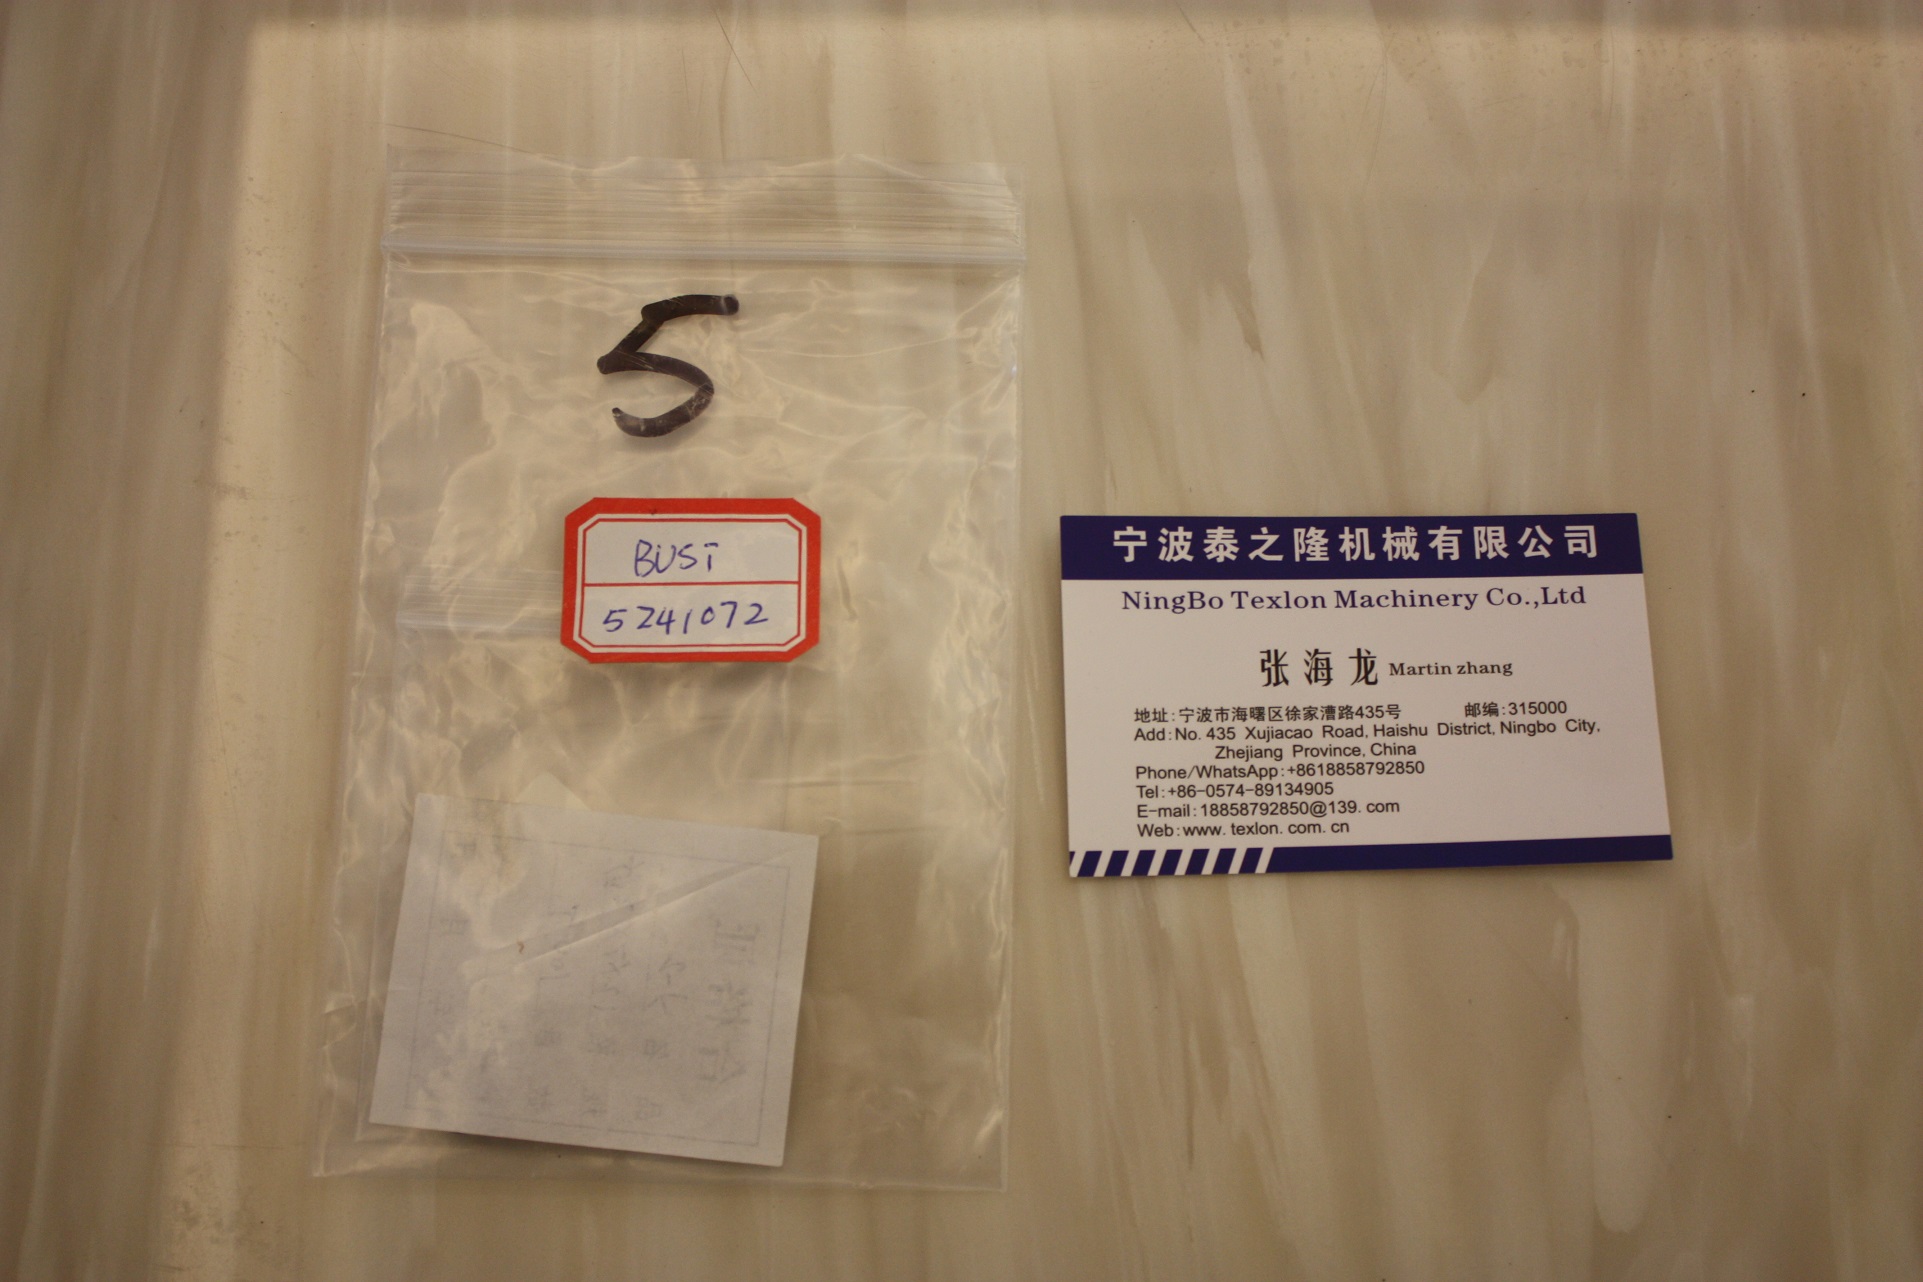 5
BUST
5241072
宁波泰之隆机械有限公司
NingBo Texlon Machinery Co.,Ltd
张海龙 Martin zhang
地址:宁波市海曙区徐家漕路435号 邮编:315000
Add:No. 435 Xujiacao Road, Haishu District, Ningbo City,
Zhejiang Province, China
Phone/WhatsApp:+8618858792850
Tel:+86-0574-89134905
E-mail:18858792850@139. com
Web:www. texlon. com. cn